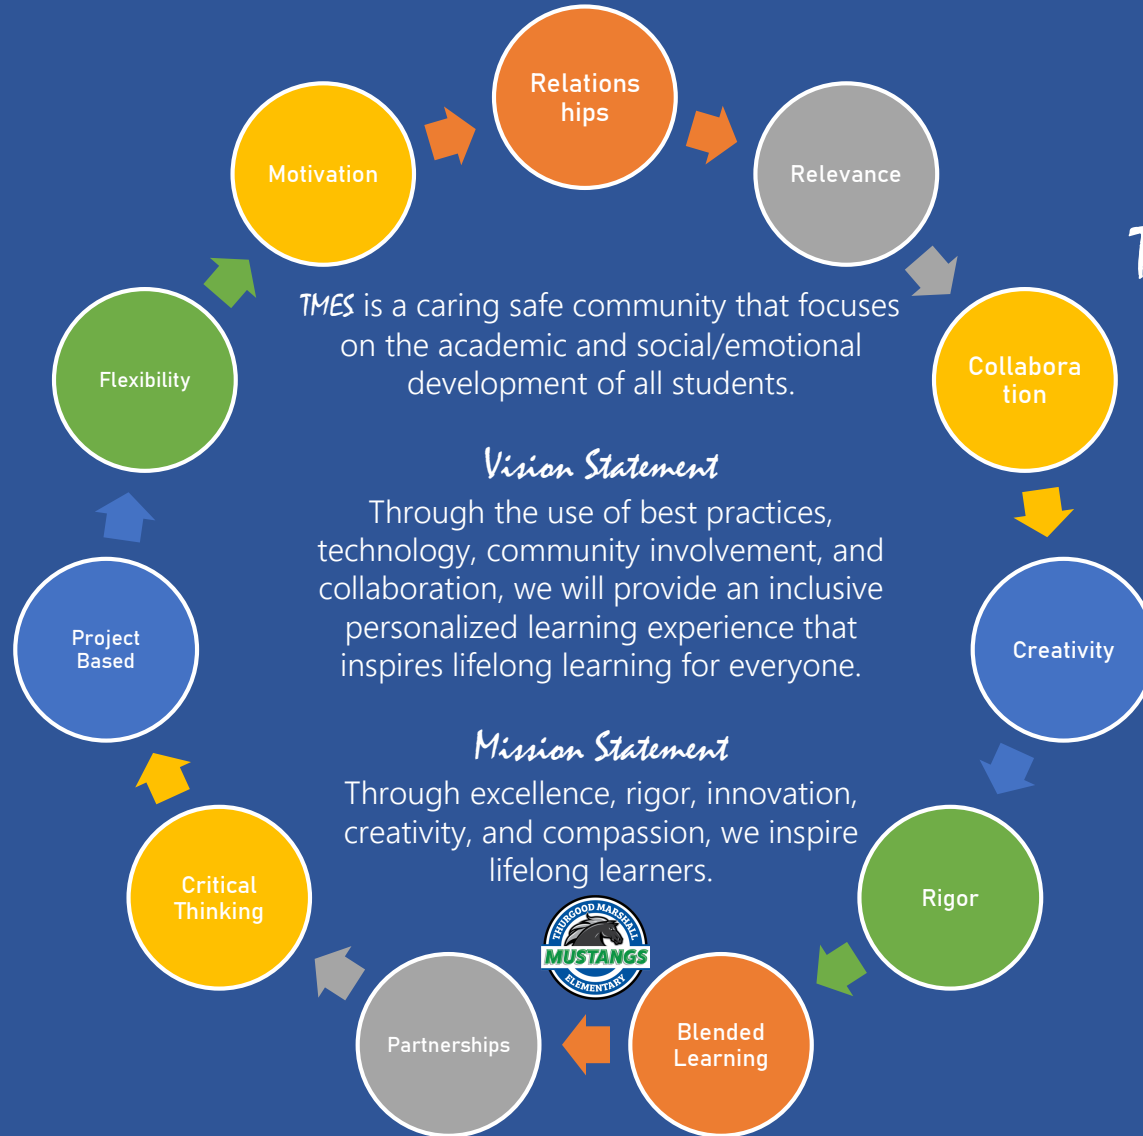 Relations
hips
Relevance
Collabora
tion
Creativity
Rigor
Blended
Learning
Partnerships
Critical
Thinking
Project
Based
Flexibility
Motivation
TMES is a caring safe community that focuses
on the academic and social/emotional
development of all students.
Vision Statement
Through the use of best practices,
technology, community involvement, and
collaboration, we will provide an inclusive
personalized learning experience that
inspires lifelong learning for everyone.
Mission Statement
Through excellence, rigor, innovation,
creativity, and compassion, we inspire
lifelong learners.
THURGOOD MARSHALL
MUSTANGS
ELEMENTARY